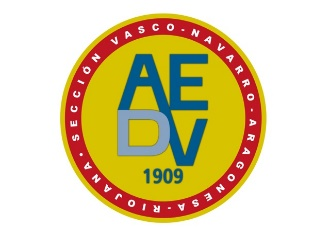 SECCIÓN VASCO-NAVARRO-ARAGONESA-RIOJANA
AE
DV
1909